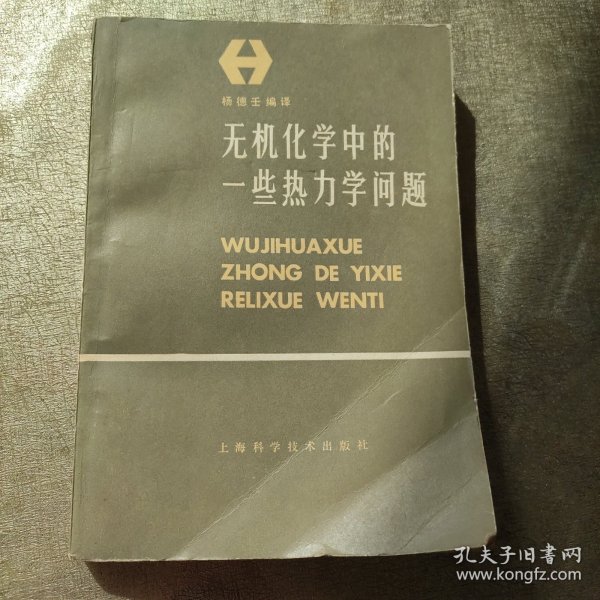 杨德壬编译
无机化学中的
一些热力学问题
WUJIHUAXUE
ZHONG DE YIXIE
RELIXUE WENTI
上海科学技术出版社
孔夫子旧书网
www.kongfz.com